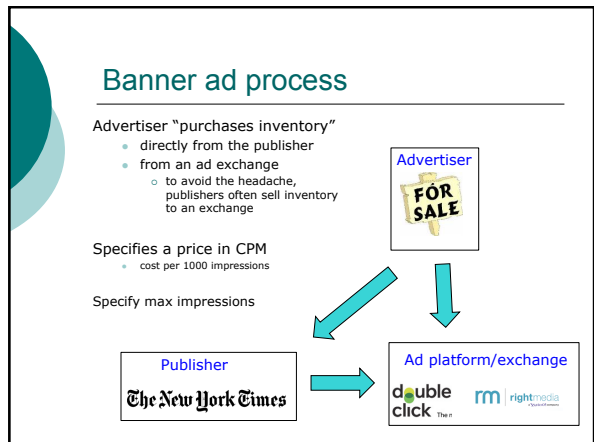 Banner ad process
Advertiser “purchases inventory”
directly from the publisher
from an ad exchange
to avoid the headache,
publishers often sell inventory
to an exchange
Specifies a price in CPM
cost per 1000 impressions
Specify max impressions
Advertiser
FOR
SALE
Publisher
The New York Times
Ad platform/exchange
double
click
The
rm rightmedia